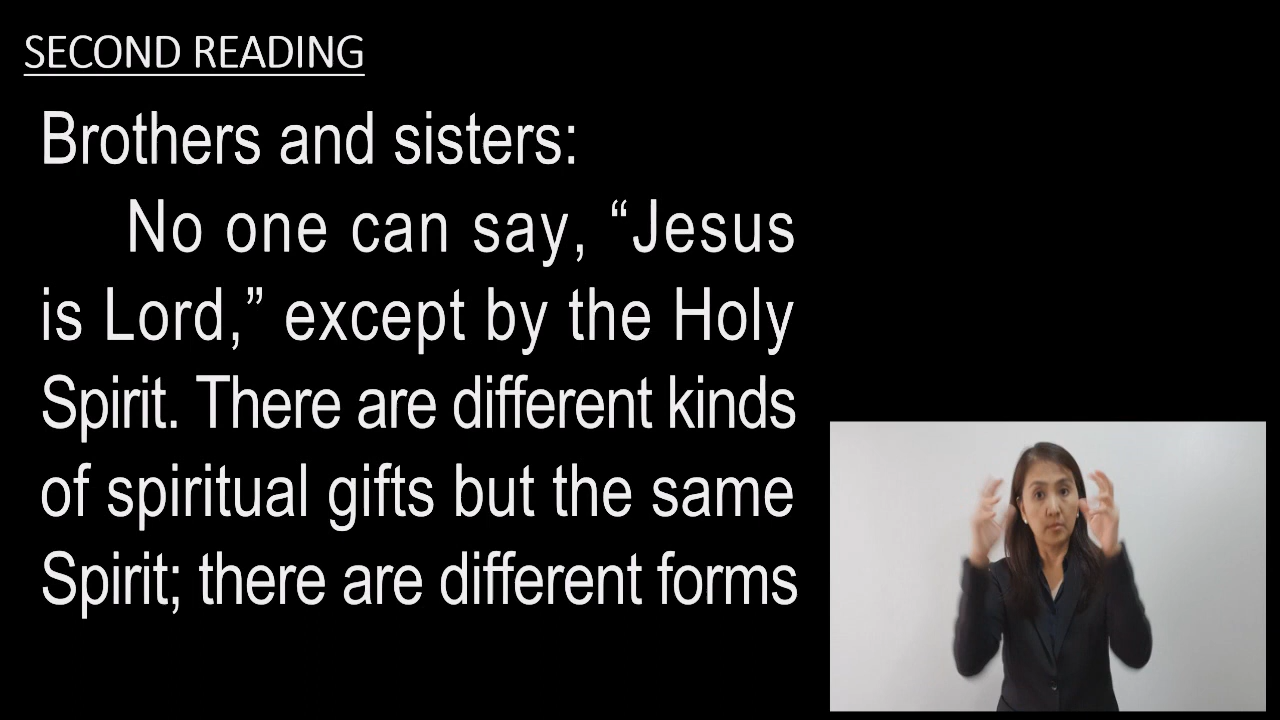 SECOND READING
Brothers and sisters:
No one can say, “Jesus
is Lord,” except by the Holy
Spirit. There are different kinds
of spiritual gifts but the same
Spirit; there are different forms